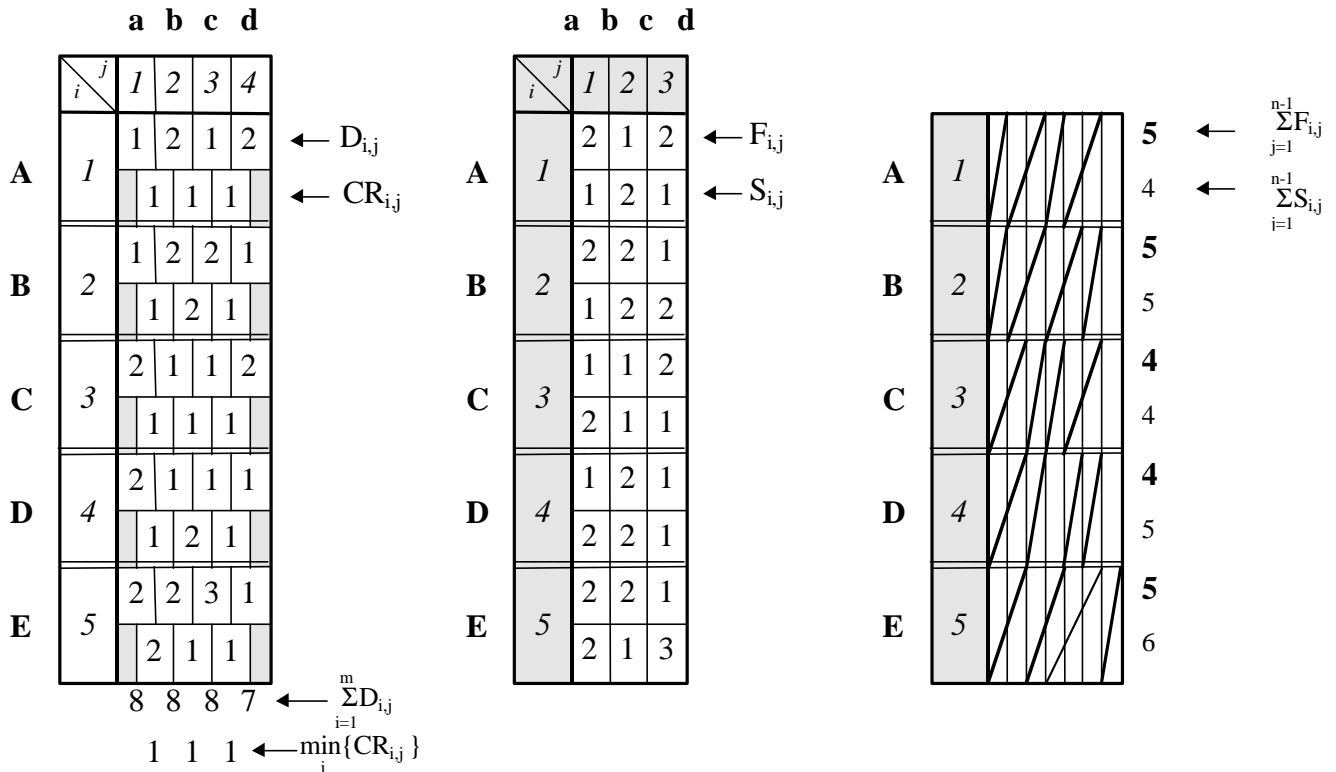 a b c d
a b c d
i j 1 2 3 4
i j 1 2 3
A 1 1 2 1 2 ← D_{i,j}
1 1 1 ← CR_{i,j}
B 2 1 2 2 1
1 2 1
C 3 2 1 1 2
1 1 1
D 4 2 1 1 1
1 2 1
E 5 2 2 3 1
2 1 1
8 8 8 7 ← Σ_{i=1}^{m} D_{i,j}
1 1 1 ← min_{i}{CR_{i,j}}
A 1 2 1 2 ← F_{i,j}
1 2 1 ← S_{i,j}
B 2 2 2 1
1 2 2
C 3 1 1 2
2 1 1
D 4 1 2 1
2 2 1
E 5 2 2 1
2 1 3
A 1 5 ← Σ_{j=1}^{n-1} F_{i,j}
4 ← Σ_{j=1}^{n-1} S_{i,j}
B 2 5
5
C 3 4
4
D 4 4
5
E 5 5
6